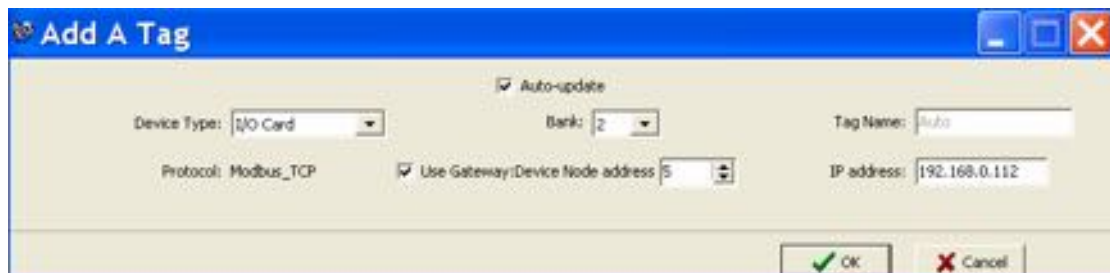 Add A Tag
Auto-update
Device Type: I/O Card Bank: 2 Tag Name: Auto
Protocol: Modbus_TCP Use Gateway:Device Node address 5 IP address: 192.168.0.112
OK Cancel